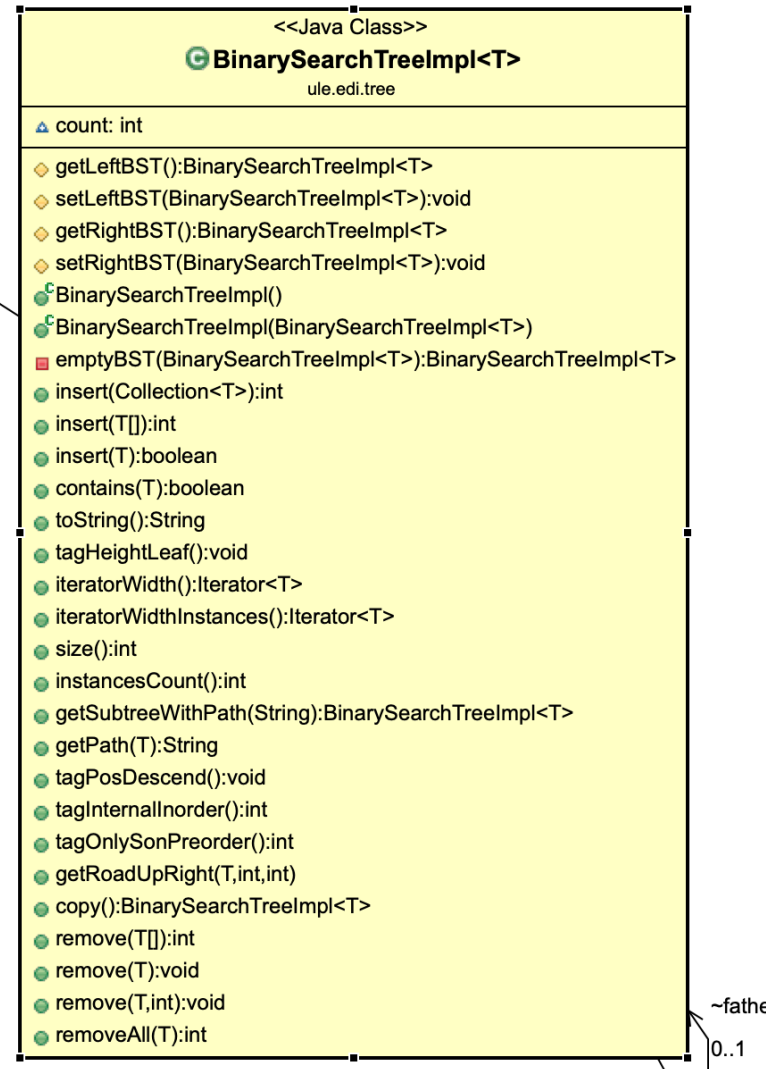 <<Java Class>>
C BinarySearchTreeImpl<T>
ule.edi.tree
count: int
getLeftBST():BinarySearchTreeImpl<T>
setLeftBST(BinarySearchTreeImpl<T>):void
getRightBST():BinarySearchTreeImpl<T>
setRightBST(BinarySearchTreeImpl<T>):void
C BinarySearchTreeImpl()
C BinarySearchTreeImpl(BinarySearchTreeImpl<T>)
emptyBST(BinarySearchTreeImpl<T>):BinarySearchTreeImpl<T>
insert(Collection<T>):int
insert(T[]):int
insert(T):boolean
contains(T):boolean
toString():String
tagHeightLeaf():void
iteratorWidth():Iterator<T>
iteratorWidthInstances():Iterator<T>
size():int
instancesCount():int
getSubtreeWithPath(String):BinarySearchTreeImpl<T>
getPath(T):String
tagPosDescend():void
tagInternalInorder():int
tagOnlySonPreorder():int
getRoadUpRight(T,int,int)
copy():BinarySearchTreeImpl<T>
remove(T[]):int
remove(T):void
remove(T,int):void
removeAll(T):int
~fathe
0..1